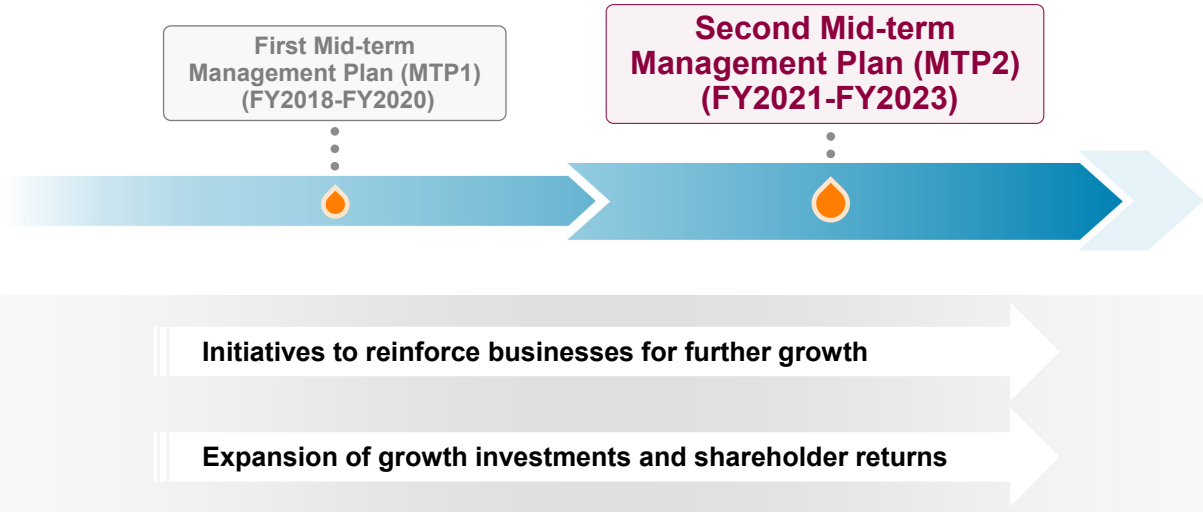 First Mid-term
Management Plan (MTP1)
(FY2018-FY2020)
Second Mid-term
Management Plan (MTP2)
(FY2021-FY2023)
Initiatives to reinforce businesses for further growth
Expansion of growth investments and shareholder returns